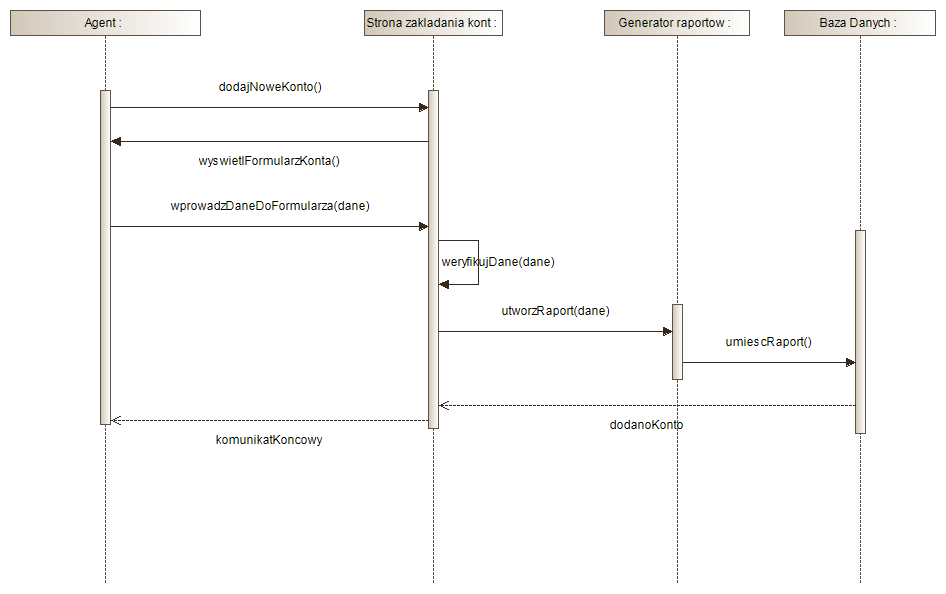 Agent :
Strona zakladania kont :
Generator raportow :
Baza Danych :
dodajNoweKonto()
wyswietlFormularzKonta()
wprowadzDaneDoFormularza(dane)
weryfikujDane(dane)
utworzRaport(dane)
umiescRaport()
dodanoKonto
komunikatKoncowy